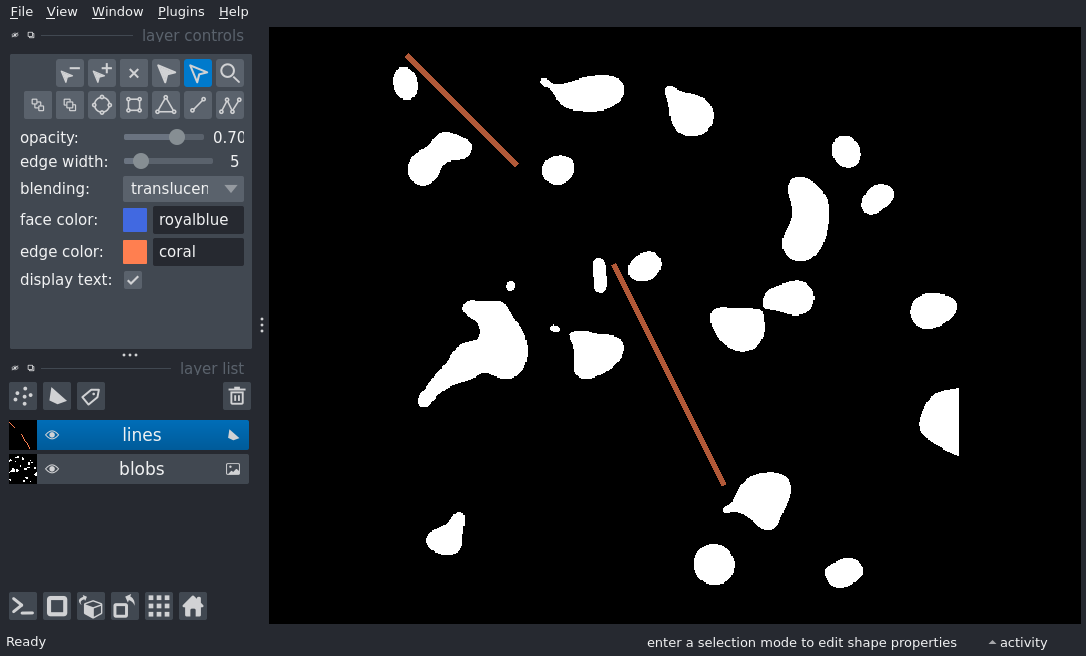 File View Window Plugins Help
layer controls
opacity: 0.70
edge width: 5
blending: translucen
face color: royalblue
edge color: coral
display text:
layer list
lines
blobs
Ready enter a selection mode to edit shape properties activity